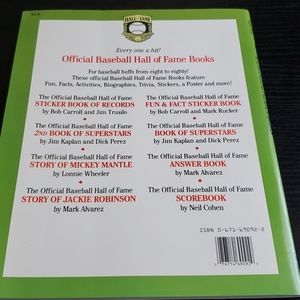 HALL of FAME
Every one a hit!
Official Baseball Hall of Fame Books
For baseball buffs from eight to eighty!
These official Baseball Hall of Fame Books feature
Fun, Facts, Activities, Biographies, Trivia, Stickers, a Poster and more!
The Official Baseball Hall of Fame
STICKER BOOK OF RECORDS
by Bob Carroll and Jim Trusilo
The Official Baseball Hall of Fame
2ND BOOK OF SUPERSTARS
by Jim Kaplan and Dick Perez
The Official Baseball Hall of Fame
STORY OF MICKEY MANTLE
by Lonnie Wheeler
The Official Baseball Hall of Fame
STORY OF JACKIE ROBINSON
by Mark Alvarez
The Official Baseball Hall of Fame
FUN & FACT STICKER BOOK
by Bob Carroll and Mark Rucker
The Official Baseball Hall of Fame
BOOK OF SUPERSTARS
by Jim Kaplan and Dick Perez
The Official Baseball Hall of Fame
ANSWER BOOK
by Mark Alvarez
The Official Baseball Hall of Fame
SCOREBOOK
by Neil Cohen
ISBN 0-671-69092-2